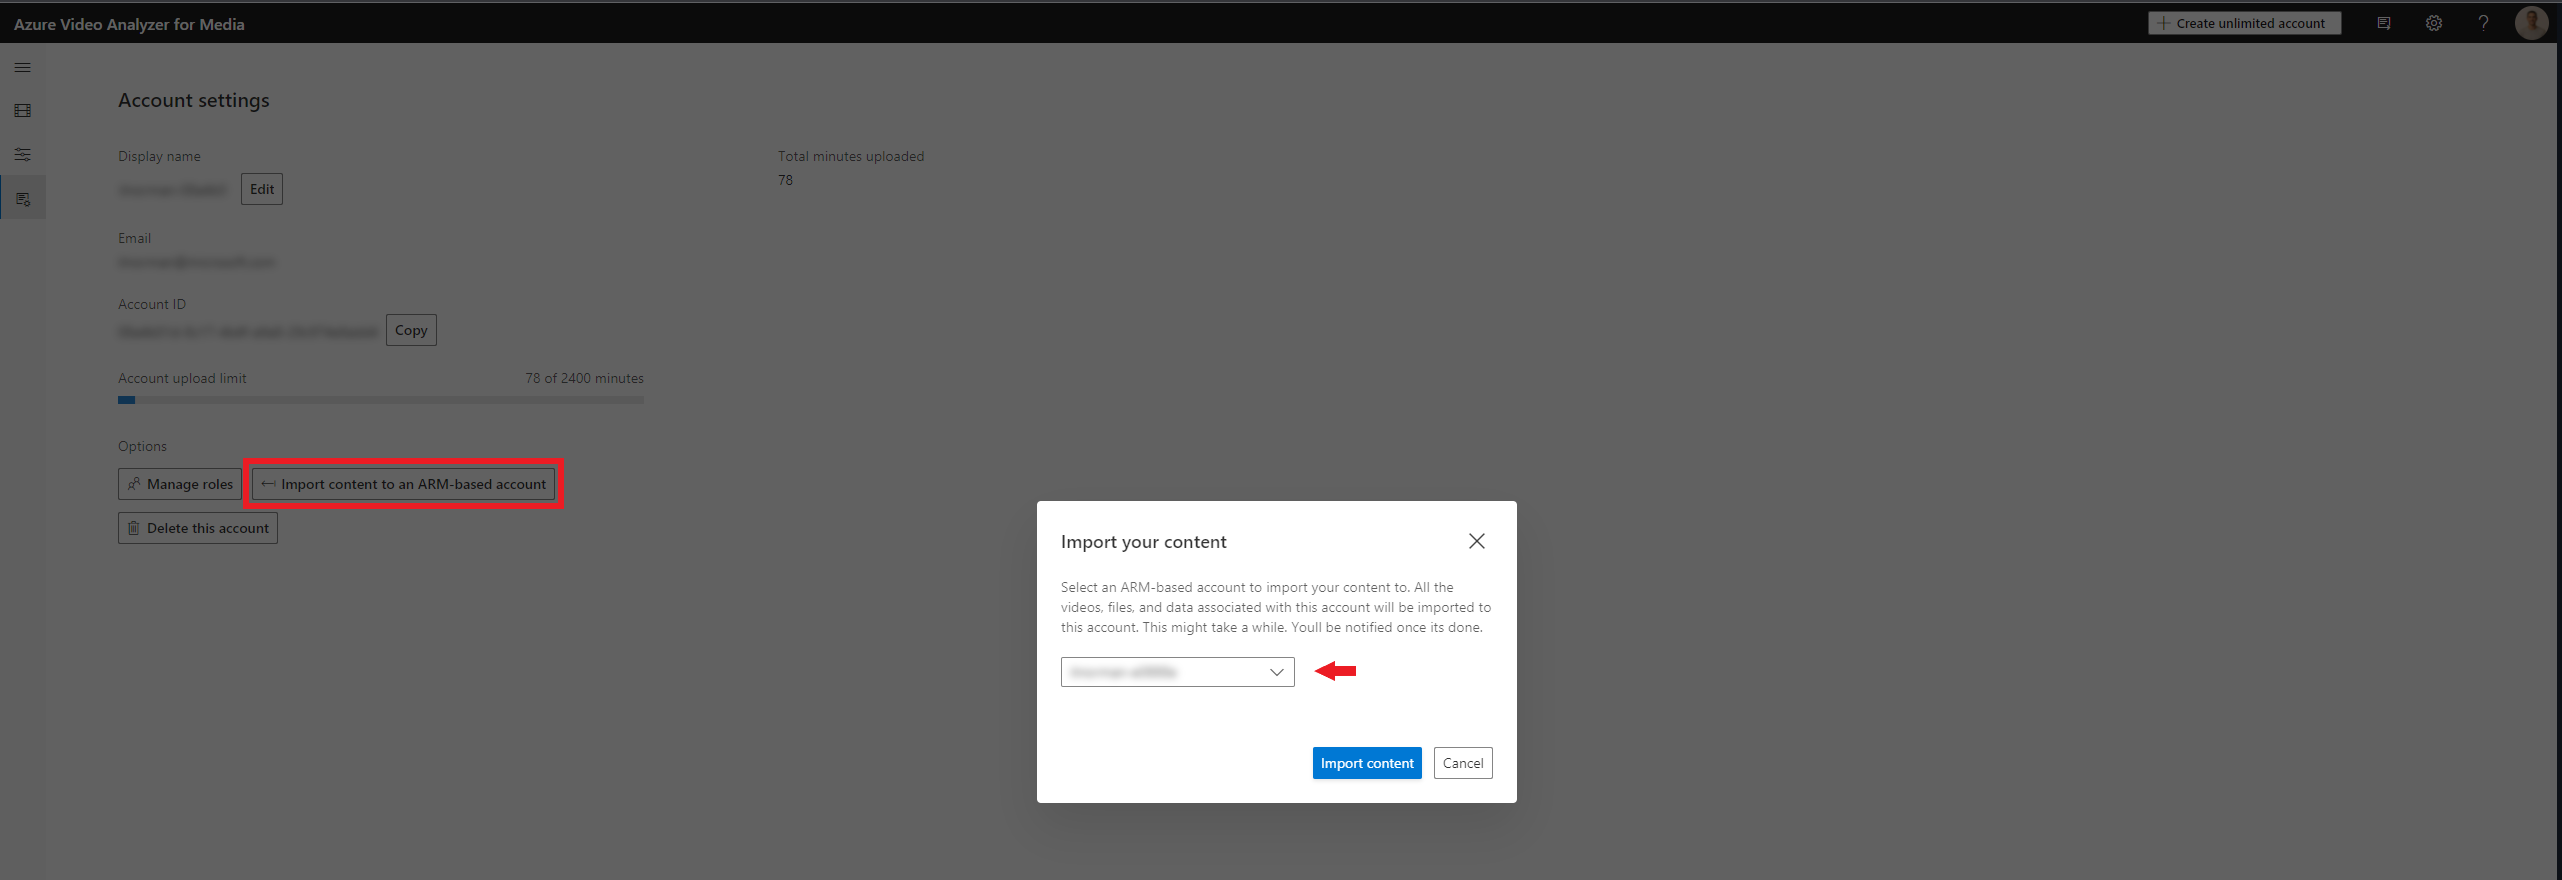 Azure Video Analyzer for Media
Create unlimited account
Account settings
Display name
Edit
Total minutes uploaded
78
Email
Account ID
Copy
Account upload limit
78 of 2400 minutes
Options
Manage roles
Import content to an ARM-based account
Delete this account
Import your content
Select an ARM-based account to import your content to. All the
videos, files, and data associated with this account will be imported to
this account. This might take a while. Youll be notified once its done.
Import content
Cancel